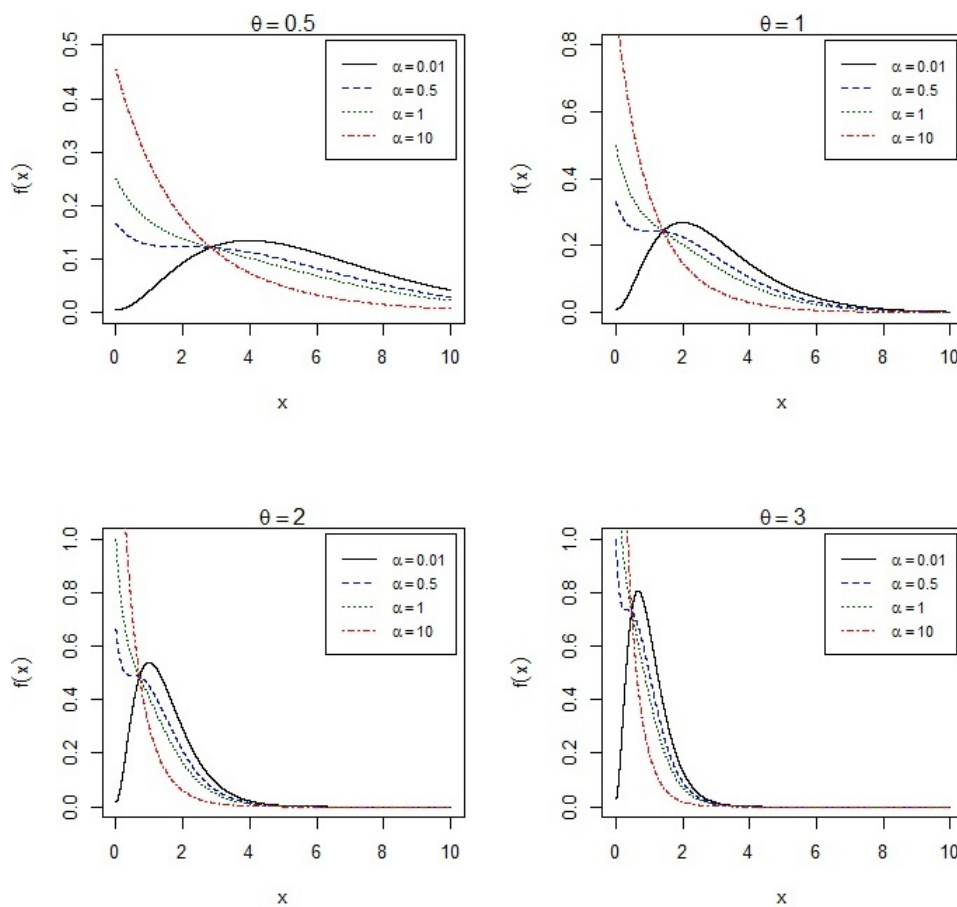 θ = 0.5
f(x)
0.5
0.4
0.3
0.2
0.1
0.0
α = 0.01
α = 0.5
α = 1
α = 10
0 2 4 6 8 10
x
θ = 1
f(x)
0.8
0.6
0.4
0.2
0.0
α = 0.01
α = 0.5
α = 1
α = 10
0 2 4 6 8 10
x
θ = 2
f(x)
1.0
0.8
0.6
0.4
0.2
0.0
α = 0.01
α = 0.5
α = 1
α = 10
0 2 4 6 8 10
x
θ = 3
f(x)
1.0
0.8
0.6
0.4
0.2
0.0
α = 0.01
α = 0.5
α = 1
α = 10
0 2 4 6 8 10
x